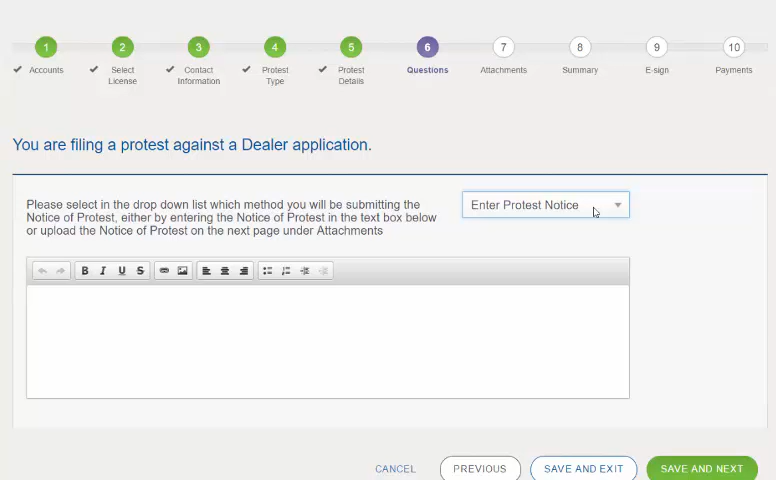 1 2 3 4 5 6 7 8 9 10
Accounts Select License Contact Information Protest Type Protest Details Questions Attachments Summary E-sign Payments
You are filing a protest against a Dealer application.
Please select in the drop down list which method you will be submitting the
Notice of Protest, either by entering the Notice of Protest in the text box below
or upload the Notice of Protest on the next page under Attachments
Enter Protest Notice
B I U S
CANCEL PREVIOUS SAVE AND EXIT SAVE AND NEXT